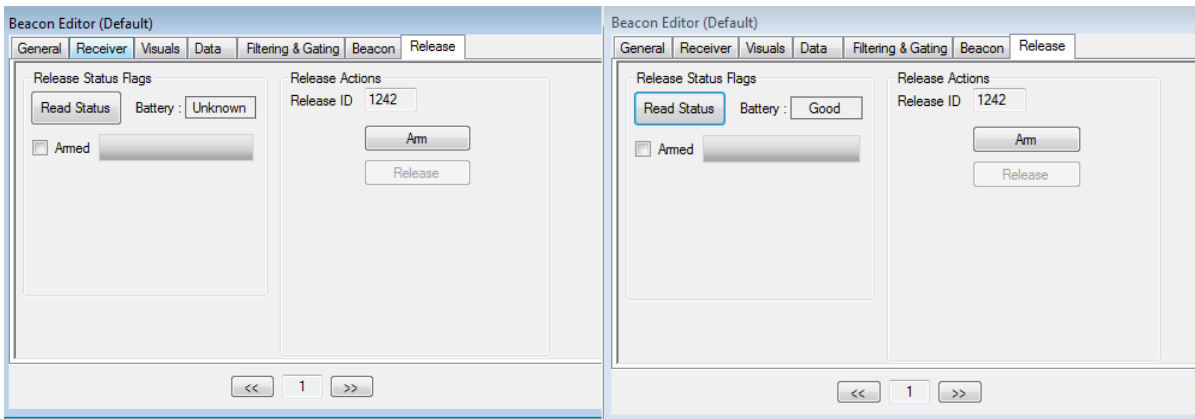 Beacon Editor (Default)
General Receiver Visuals Data Filtering & Gating Beacon Release
Release Status Flags
Read Status Battery : Unknown
Armed
Release Actions
Release ID 1242
Arm
Release
<< 1 >>
Beacon Editor (Default)
General Receiver Visuals Data Filtering & Gating Beacon Release
Release Status Flags
Read Status Battery : Good
Armed
Release Actions
Release ID 1242
Arm
Release
<< 1 >>